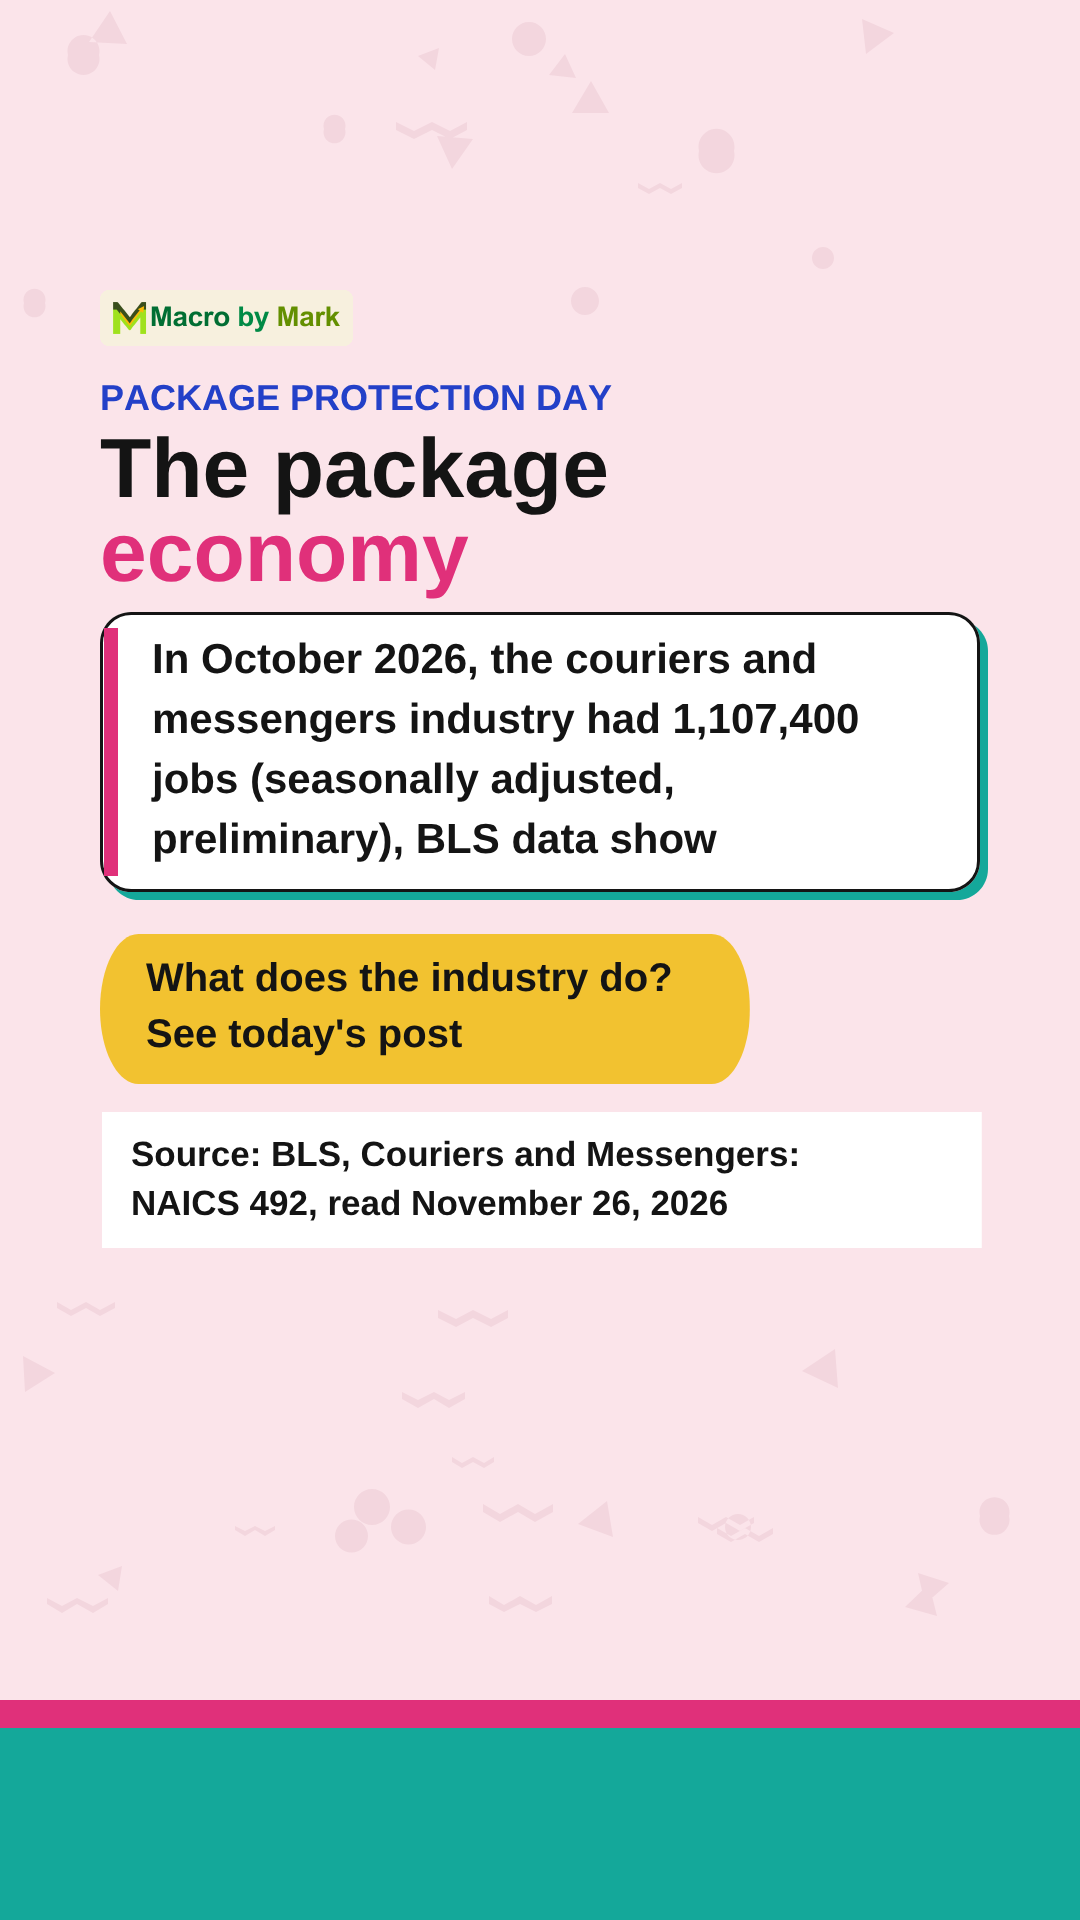 Macro by Mark
PACKAGE PROTECTION DAY
The package
economy
In October 2026, the couriers and
messengers industry had 1,107,400
jobs (seasonally adjusted,
preliminary), BLS data show
What does the industry do?
See today's post
Source: BLS, Couriers and Messengers:
NAICS 492, read November 26, 2026